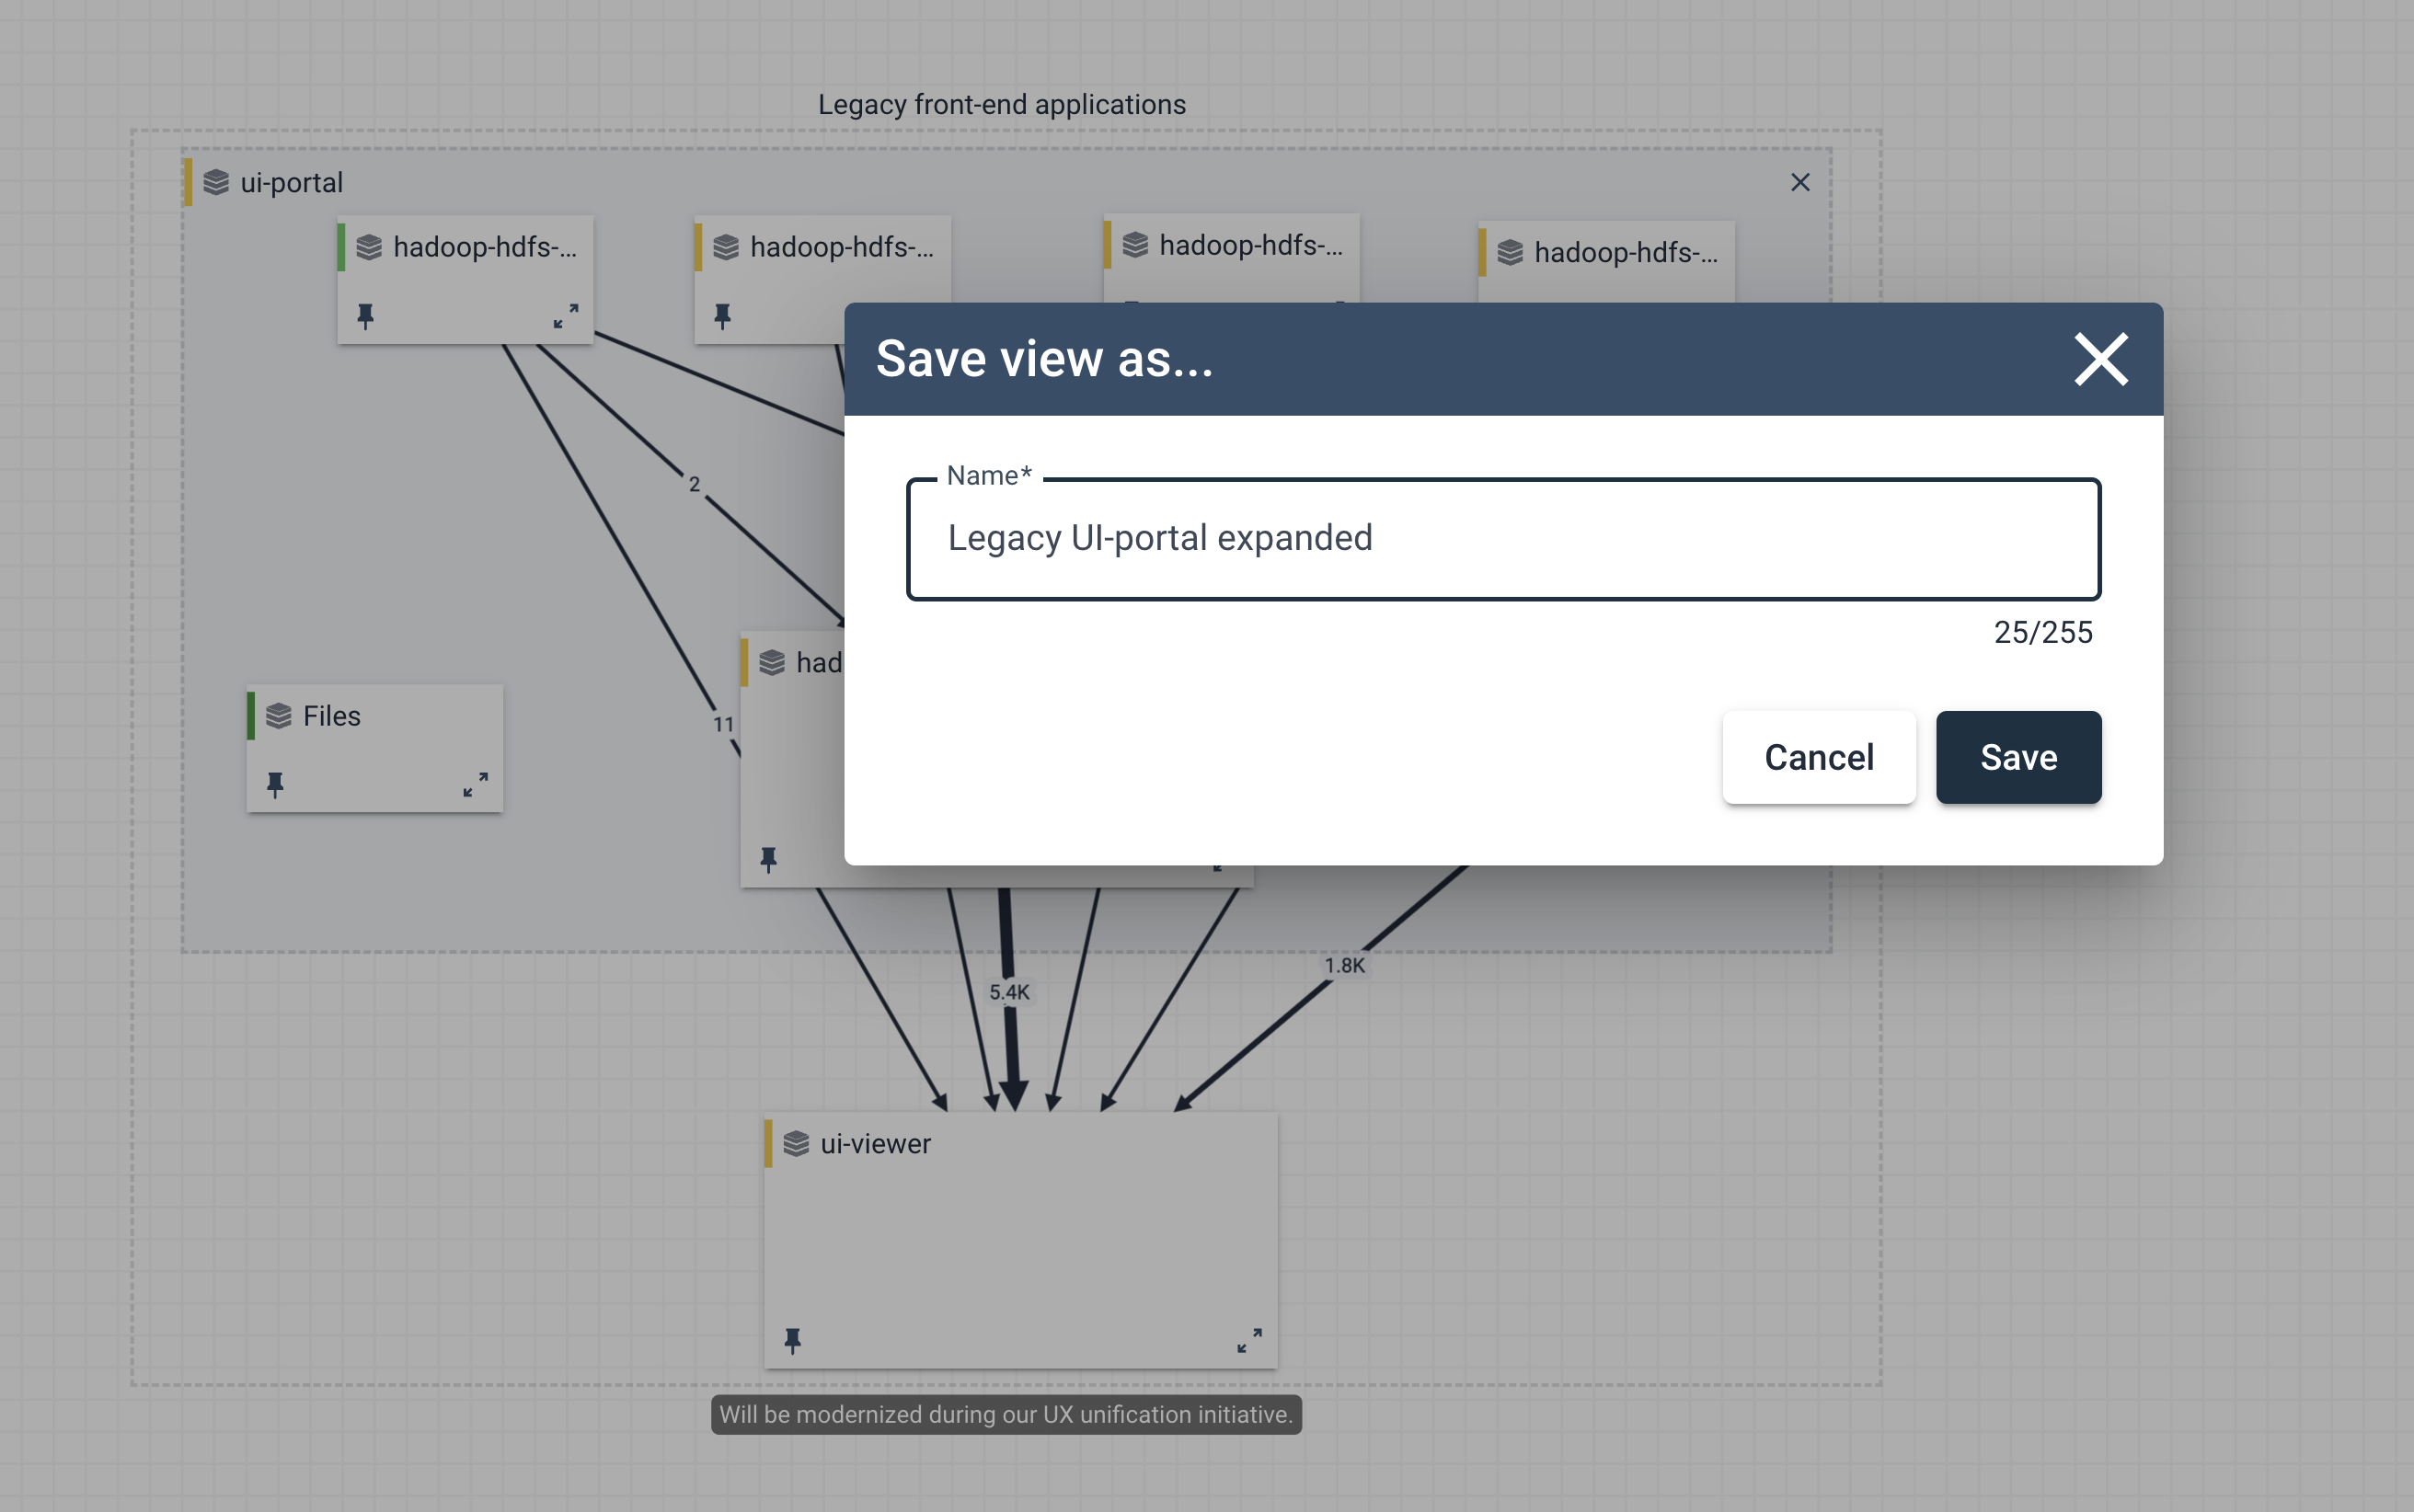 Legacy front-end applications
ui-portal
hadoop-hdfs-...
hadoop-hdfs-...
hadoop-hdfs-...
hadoop-hdfs-...
Save view as...
Name*
Legacy UI-portal expanded
25/255
Cancel
Save
2
had
11
Files
5.4K
1.8K
ui-viewer
Will be modernized during our UX unification initiative.